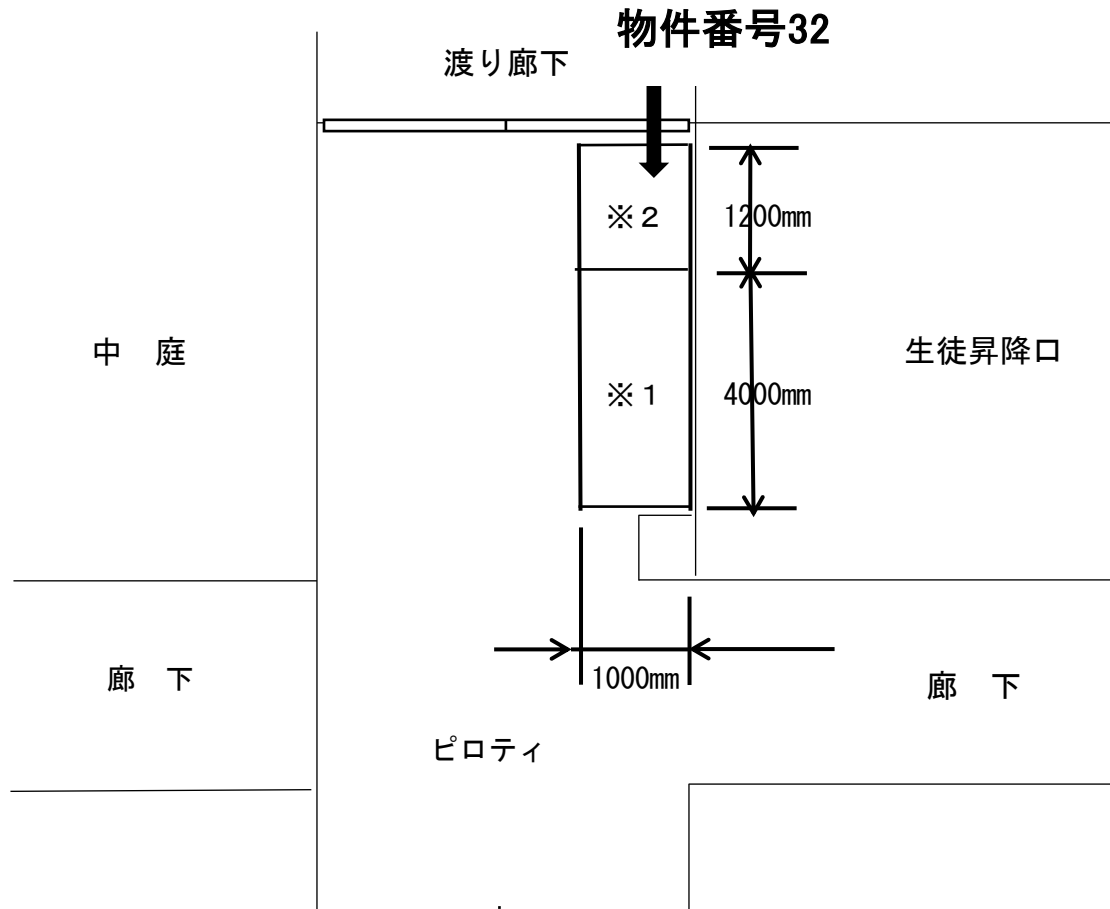 物件番号32
渡り廊下
※２
1200mm
中　庭
生徒昇降口
※１
4000mm
1000mm
廊　下
廊　下
ピロティ